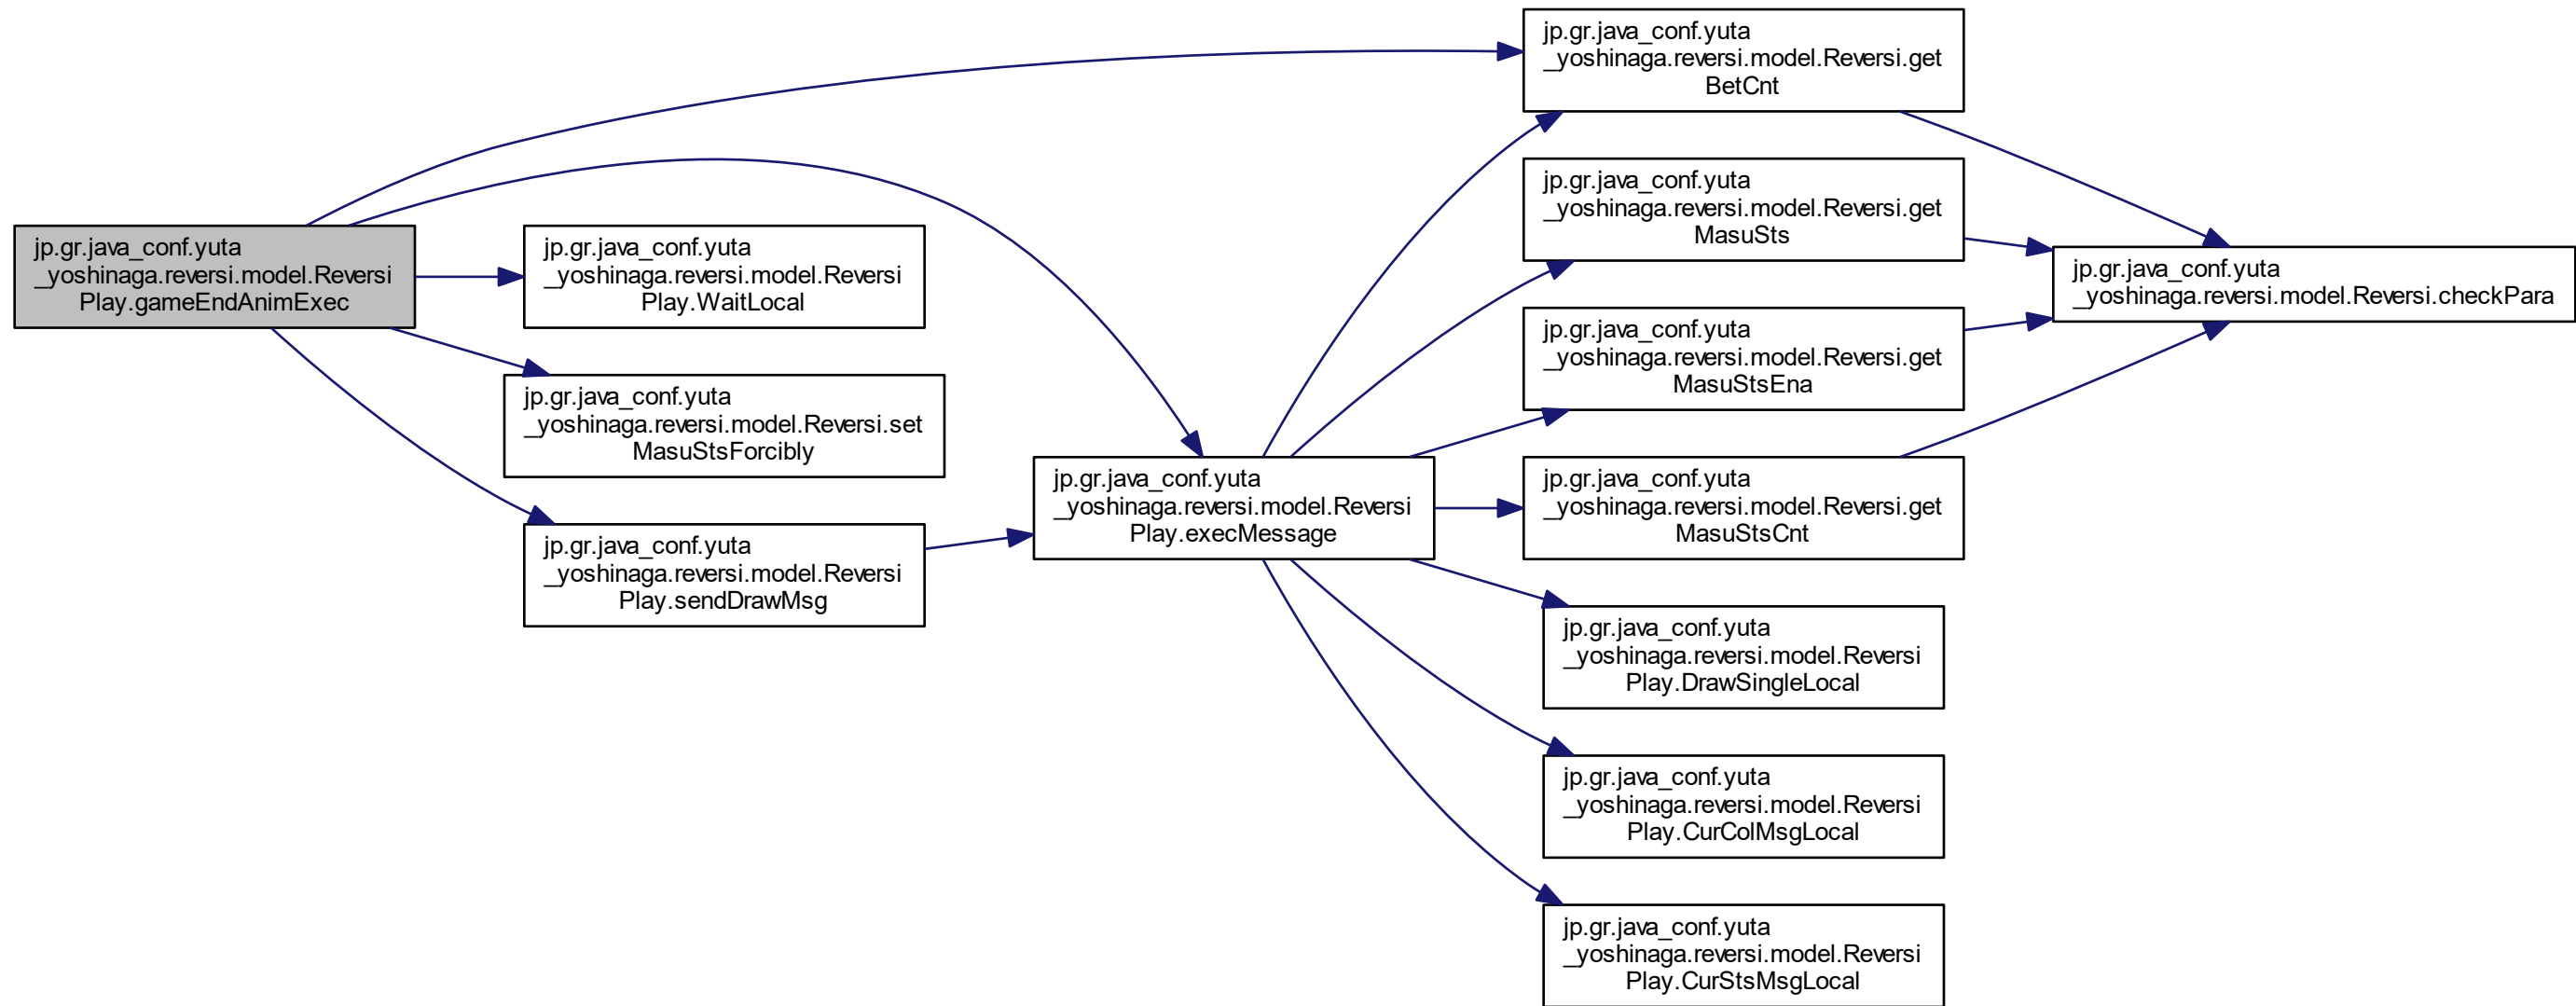 jp.gr.java_conf.yuta
_yoshinaga.reversi.model.Reversi
Play.gameEndAnimExec
jp.gr.java_conf.yuta
_yoshinaga.reversi.model.Reversi.get
BetCnt
jp.gr.java_conf.yuta
_yoshinaga.reversi.model.Reversi.checkPara
jp.gr.java_conf.yuta
_yoshinaga.reversi.model.Reversi
Play.WaitLocal
jp.gr.java_conf.yuta
_yoshinaga.reversi.model.Reversi.set
MasuStsForcibly
jp.gr.java_conf.yuta
_yoshinaga.reversi.model.Reversi
Play.sendDrawMsg
jp.gr.java_conf.yuta
_yoshinaga.reversi.model.Reversi
Play.execMessage
jp.gr.java_conf.yuta
_yoshinaga.reversi.model.Reversi.get
MasuSts
jp.gr.java_conf.yuta
_yoshinaga.reversi.model.Reversi.get
MasuStsEna
jp.gr.java_conf.yuta
_yoshinaga.reversi.model.Reversi.get
MasuStsCnt
jp.gr.java_conf.yuta
_yoshinaga.reversi.model.Reversi
Play.DrawSingleLocal
jp.gr.java_conf.yuta
_yoshinaga.reversi.model.Reversi
Play.CurColMsgLocal
jp.gr.java_conf.yuta
_yoshinaga.reversi.model.Reversi
Play.CurStsMsgLocal